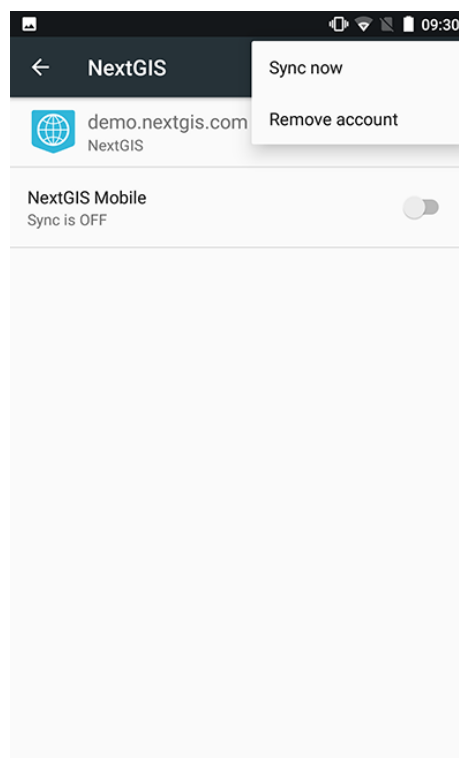 09:30
NextGIS
Sync now
Remove account
demo.nextgis.com
NextGIS
NextGIS Mobile
Sync is OFF